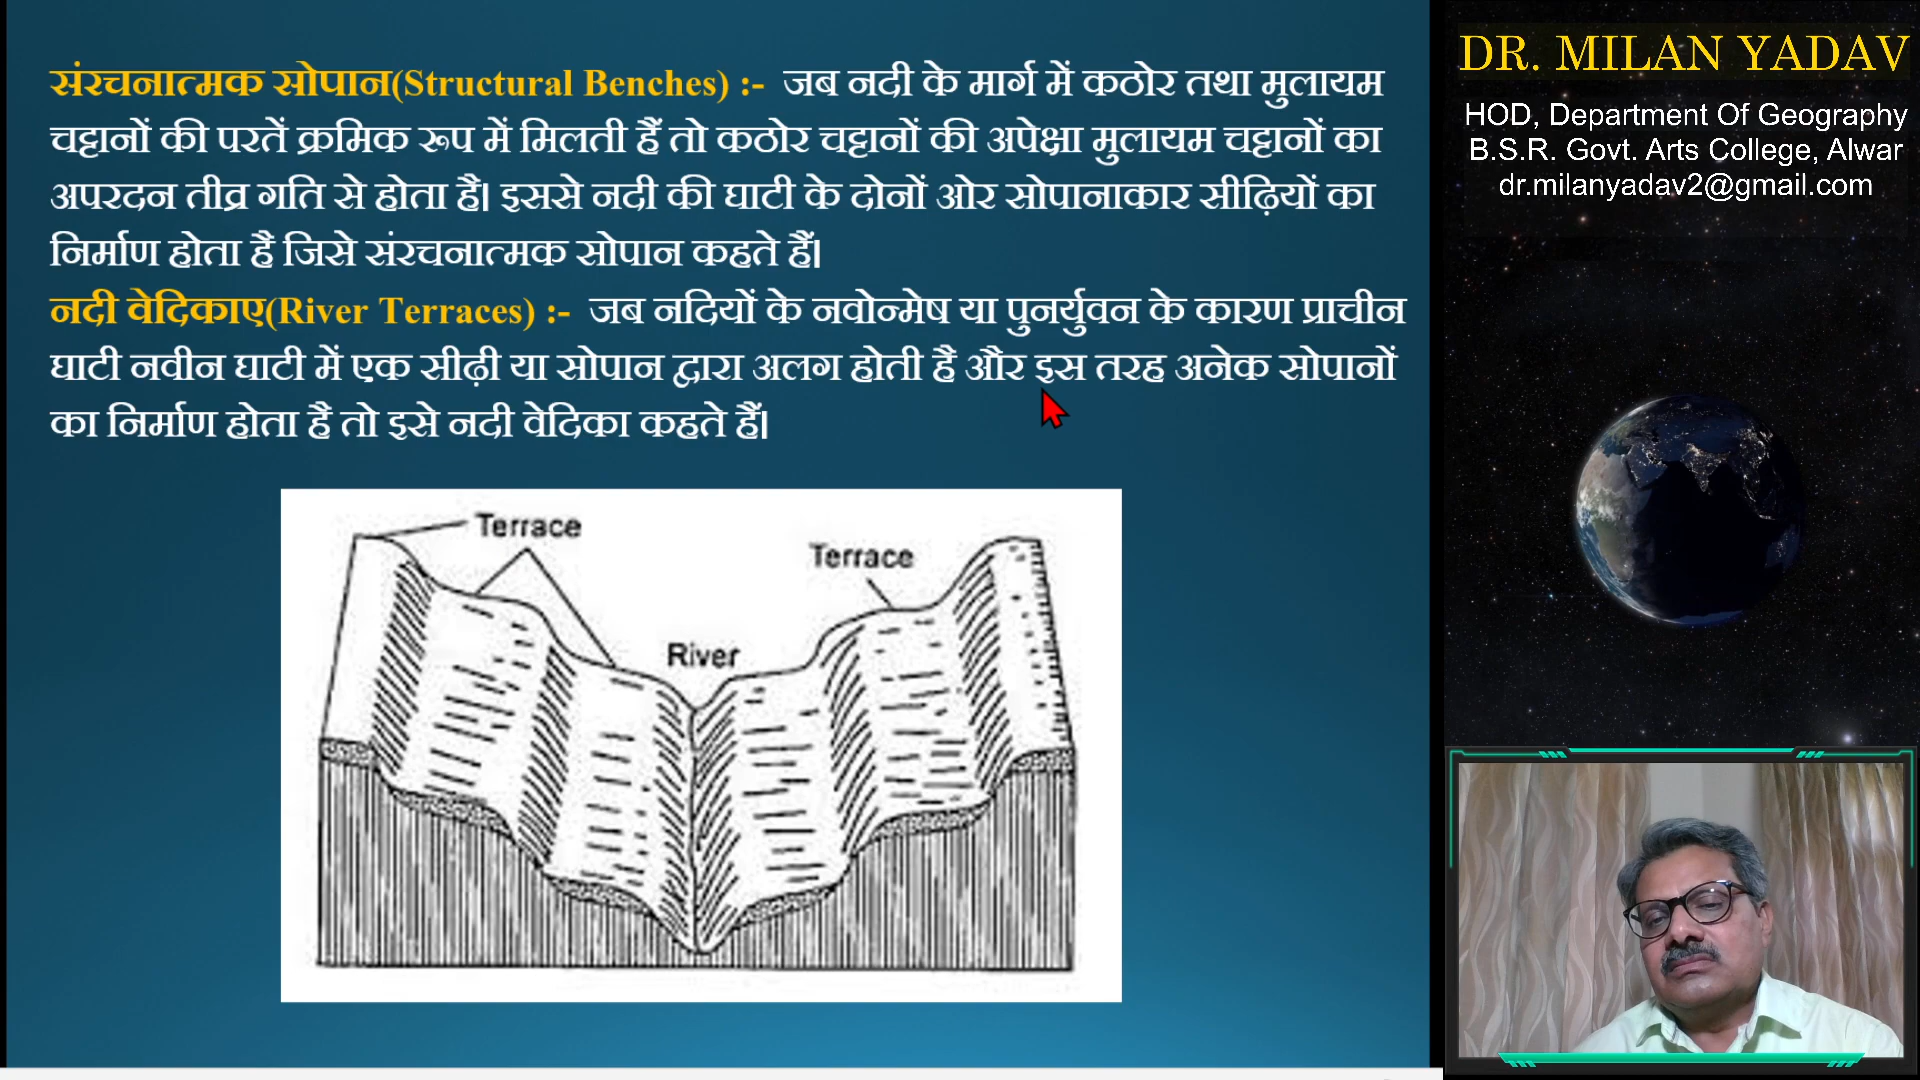 संरचनात्मक सोपान(Structural Benches) :- जब नदी के मार्ग में कठोर तथा मुलायम
चट्टानों की परतें क्रमिक रूप में मिलती हैं तो कठोर चट्टानों की अपेक्षा मुलायम चट्टानों का
अपरदन तीव्र गति से होता है। इससे नदी की घाटी के दोनों ओर सोपानाकार सीढ़ियों का
निर्माण होता है जिसे संरचनात्मक सोपान कहते हैं।
नदी वेदिकाए(River Terraces) :- जब नदियों के नवोन्मेष या पुनर्युवन के कारण प्राचीन
घाटी नवीन घाटी में एक सीढ़ी या सोपान द्वारा अलग होती है और इस तरह अनेक सोपानों
का निर्माण होता है तो इसे नदी वेदिका कहते हैं।
Terrace
Terrace
River
DR. MILAN YADAV
HOD, Department Of Geography
B.S.R. Govt. Arts College, Alwar
dr.milanyadav2@gmail.com